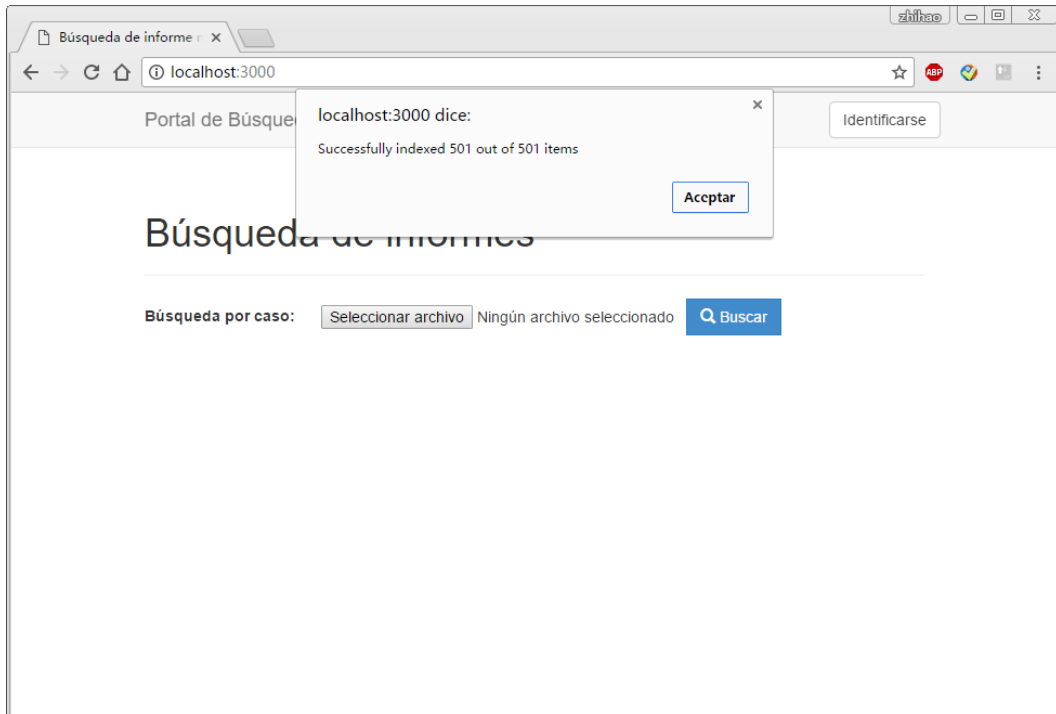 zhihao
Búsqueda de informe
localhost:3000
ABP
Portal de Búsque
Identificarse
localhost:3000 dice:
Successfully indexed 501 out of 501 items
Aceptar
Búsqueda de informes
Búsqueda por caso:
Seleccionar archivo Ningún archivo seleccionado
Buscar